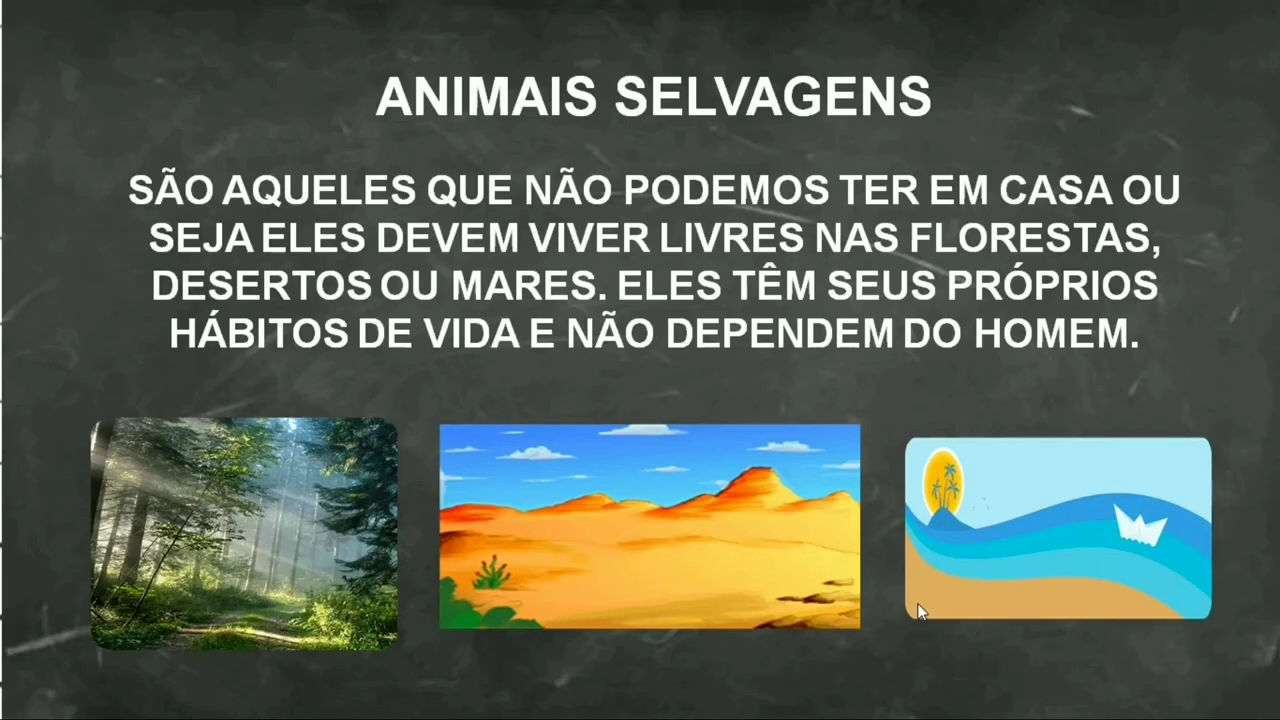 ANIMAIS SELVAGENS
SÃO AQUELES QUE NÃO PODEMOS TER EM CASA OU
SEJA ELES DEVEM VIVER LIVRES NAS FLORESTAS,
DESERTOS OU MARES. ELES TÊM SEUS PRÓPRIOS
HÁBITOS DE VIDA E NÃO DEPENDEM DO HOMEM.